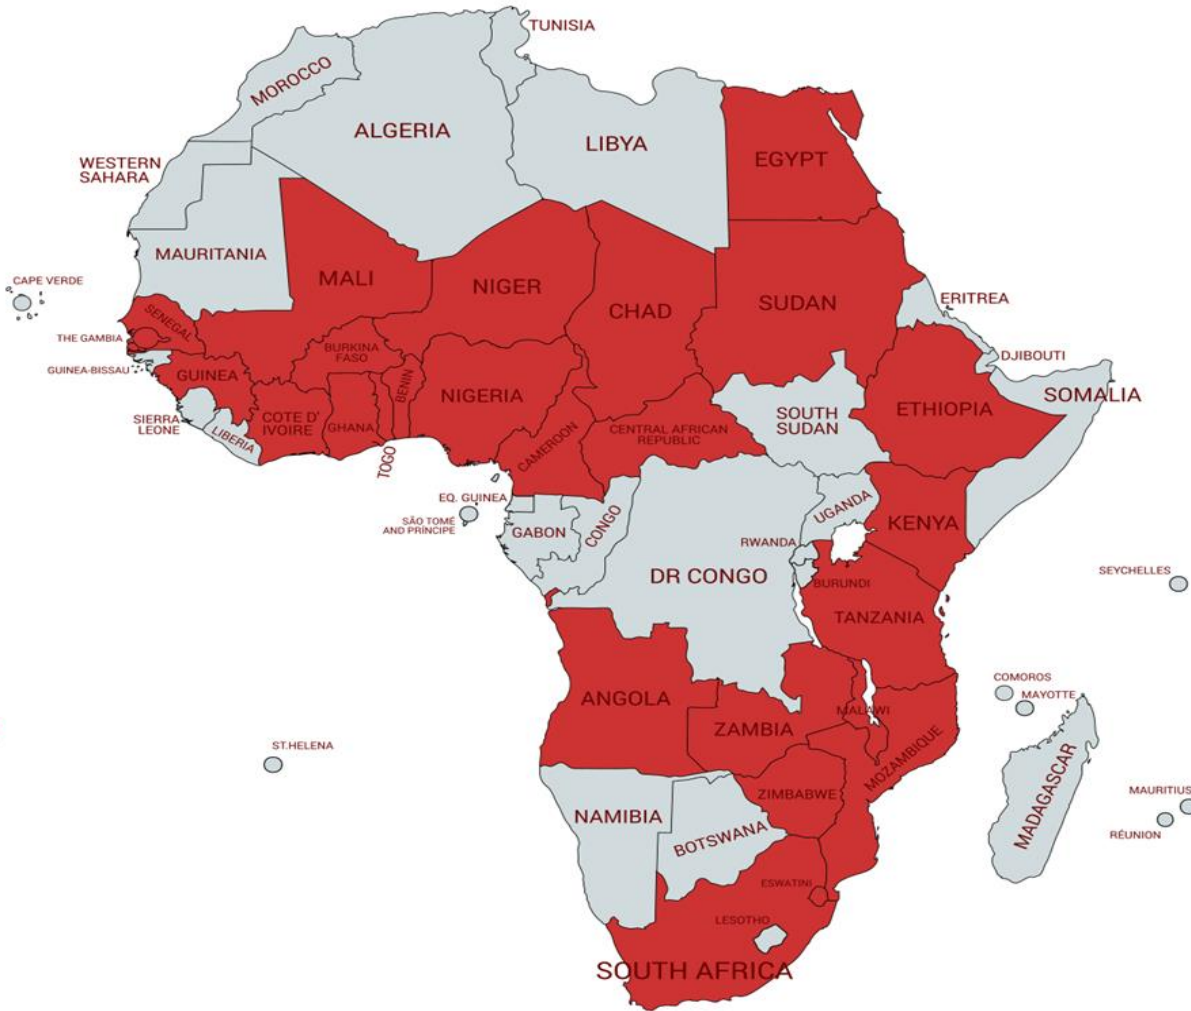 TUNISIA
MOROCCO
ALGERIA
LIBYA
EGYPT
WESTERN
SAHARA
MAURITANIA
MALI
NIGER
CHAD
SUDAN
ERITREA
CAPE VERDE
SENEGAL
THE GAMBIA
GUINEA-BISSAU
GUINEA
BURKINA
FASO
BENIN
NIGERIA
DJIBOUTI
SOMALIA
ETHIOPIA
SIERRA
LEONE
LIBERIA
COTE D'
IVOIRE
GHANA
TOGO
CAMEROON
CENTRAL AFRICAN
REPUBLIC
SOUTH
SUDAN
EQ. GUINEA
SÃO TOMÉ
AND PRÍNCIPE
GABON
CONGO
UGANDA
KENYA
RWANDA
DR CONGO
BURUNDI
TANZANIA
SEYCHELLES
ANGOLA
ZAMBIA
MALAWI
MOZAMBIQUE
COMOROS
MAYOTTE
ST.HELENA
MADAGASCAR
MAURITIUS
RÉUNION
NAMIBIA
BOTSWANA
ZIMBABWE
ESWATINI
LESOTHO
SOUTH AFRICA